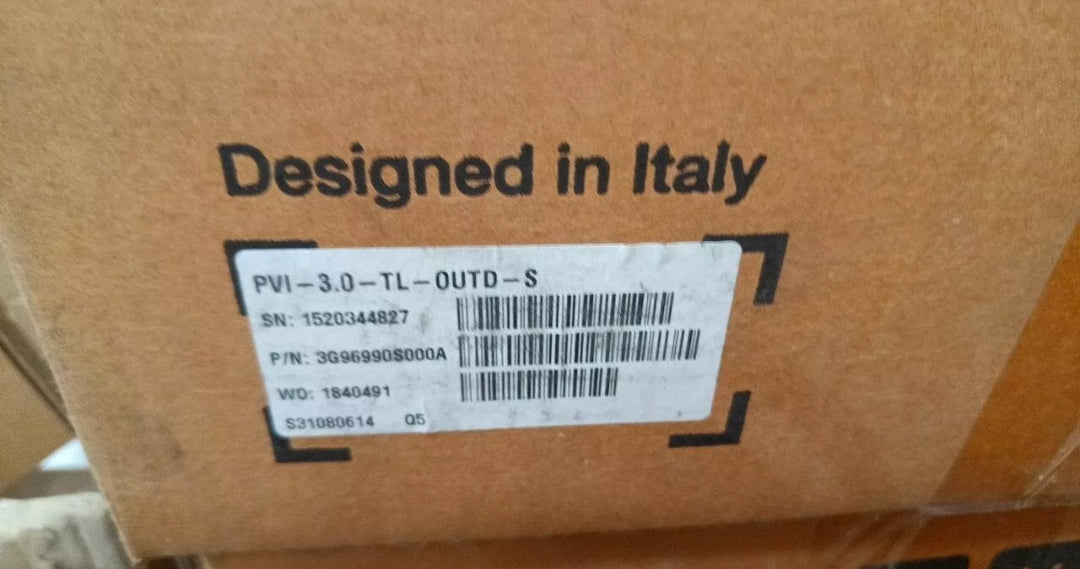 Designed in Italy
PVI-3.0-TL-OUTD-S
SN: 1520344827
P/N: 3G96990S000A
WO: 1840491
S31080614 Q5